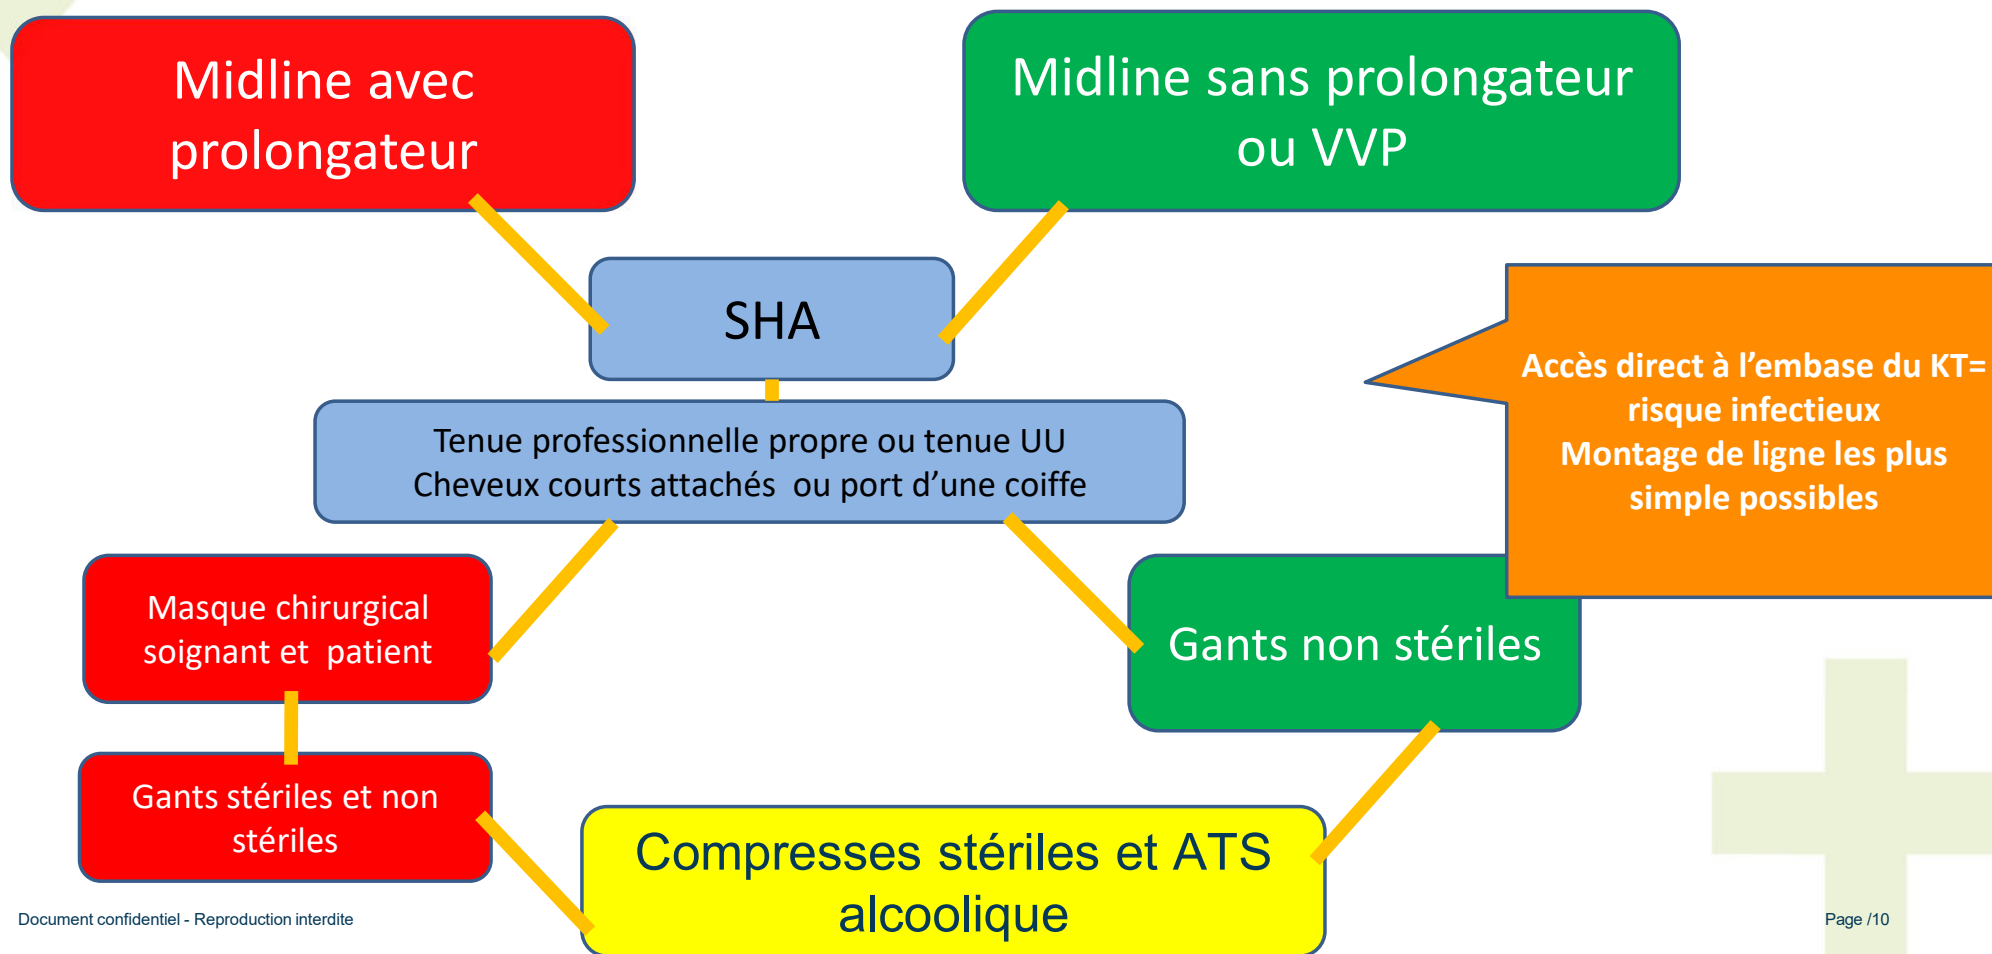 Midline avec
prolongateur
Midline sans prolongateur
ou VVP
SHA
Accès direct à l’embase du KT=
risque infectieux
Montage de ligne les plus
simple possibles
Tenue professionnelle propre ou tenue UU
Cheveux courts attachés  ou port d’une coiffe
Masque chirurgical
soignant et  patient
Gants non stériles
Gants stériles et non
stériles
Compresses stériles et ATS
alcoolique
Document confidentiel - Reproduction interdite
Page /10